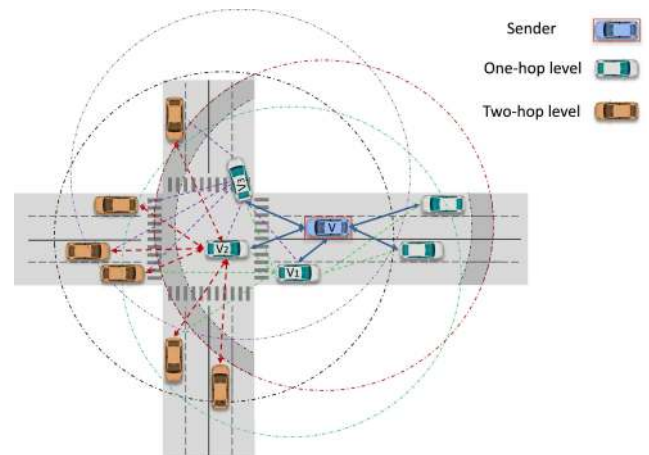 Sender
One-hop level
Two-hop level
V3
V
V2
V1